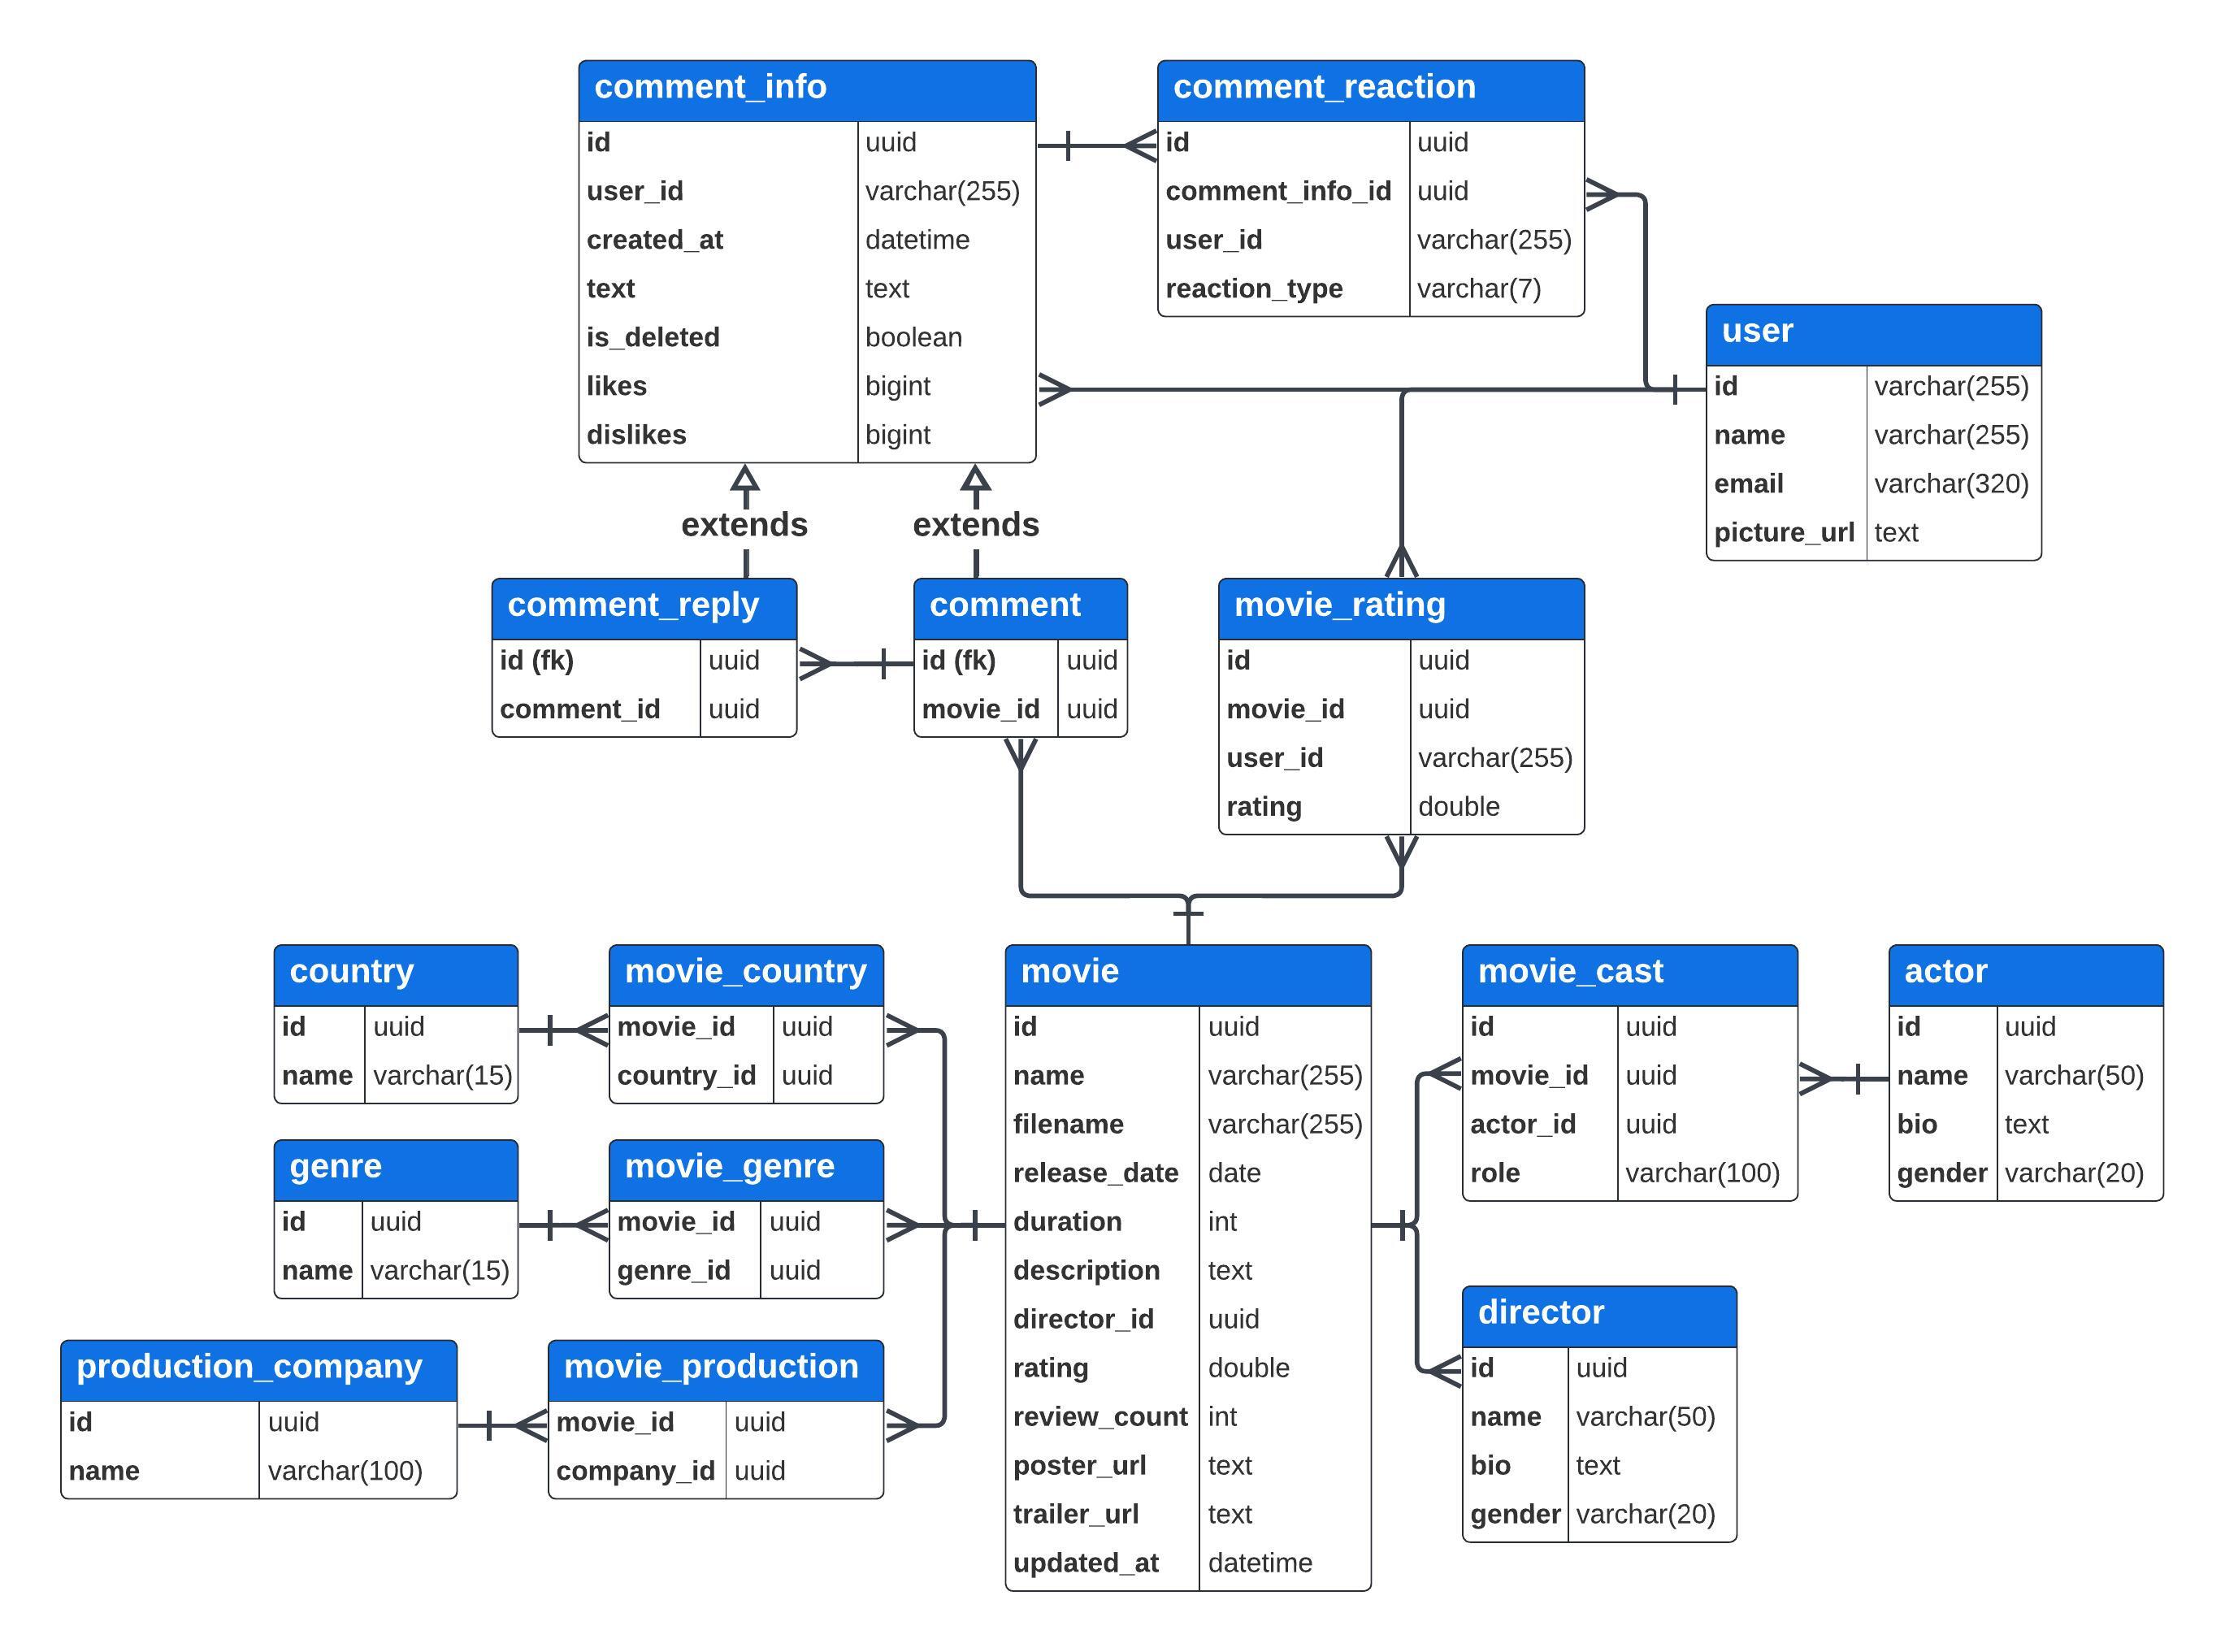 comment_info
id uuid
user_id varchar(255)
created_at datetime
text text
is_deleted boolean
likes bigint
dislikes bigint
comment_reaction
id uuid
comment_info_id uuid
user_id varchar(255)
reaction_type varchar(7)
user
id varchar(255)
name varchar(255)
email varchar(320)
picture_url text
extends
extends
comment_reply
id (fk) uuid
comment_id uuid
comment
id (fk) uuid
movie_id uuid
movie_rating
id uuid
movie_id uuid
user_id varchar(255)
rating double
country
id uuid
name varchar(15)
movie_country
movie_id uuid
country_id uuid
genre
id uuid
name varchar(15)
movie_genre
movie_id uuid
genre_id uuid
production_company
id uuid
name varchar(100)
movie_production
movie_id uuid
company_id uuid
movie
id uuid
name varchar(255)
filename varchar(255)
release_date date
duration int
description text
director_id uuid
rating double
review_count int
poster_url text
trailer_url text
updated_at datetime
movie_cast
id uuid
movie_id uuid
actor_id uuid
role varchar(100)
actor
id uuid
name varchar(50)
bio text
gender varchar(20)
director
id uuid
name varchar(50)
bio text
gender varchar(20)